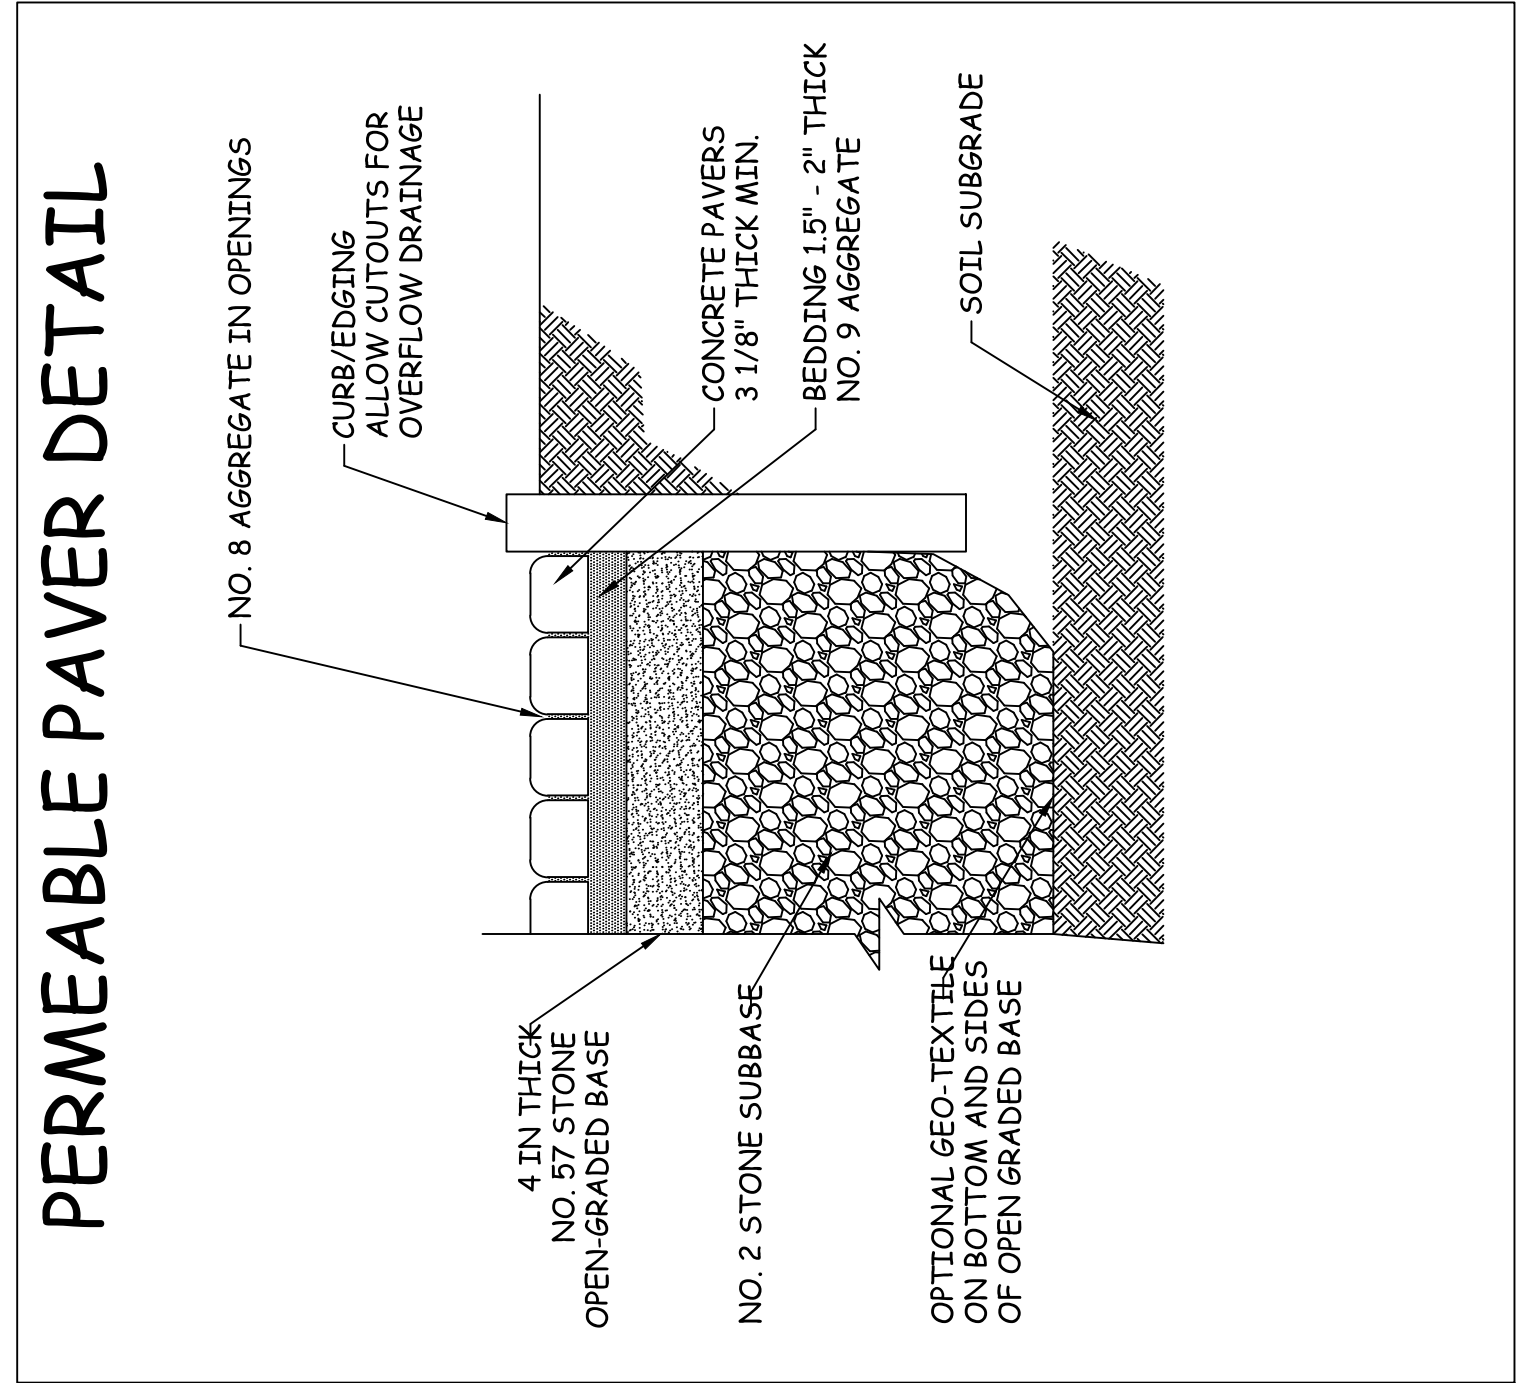 PERMEABLE PAVER DETAIL
NO. 8 AGGREGATE IN OPENINGS
CURB/EDGING
ALLOW CUTOUTS FOR
OVERFLOW DRAINAGE
4 IN THICK
NO. 57 STONE
OPEN-GRADED BASE
CONCRETE PAVERS
3 1/8" THICK MIN.
NO. 2 STONE SUBBASE
BEDDING 1.5" - 2" THICK
NO. 9 AGGREGATE
OPTIONAL GEO-TEXTILE
ON BOTTOM AND SIDES
OF OPEN GRADED BASE
SOIL SUBGRADE